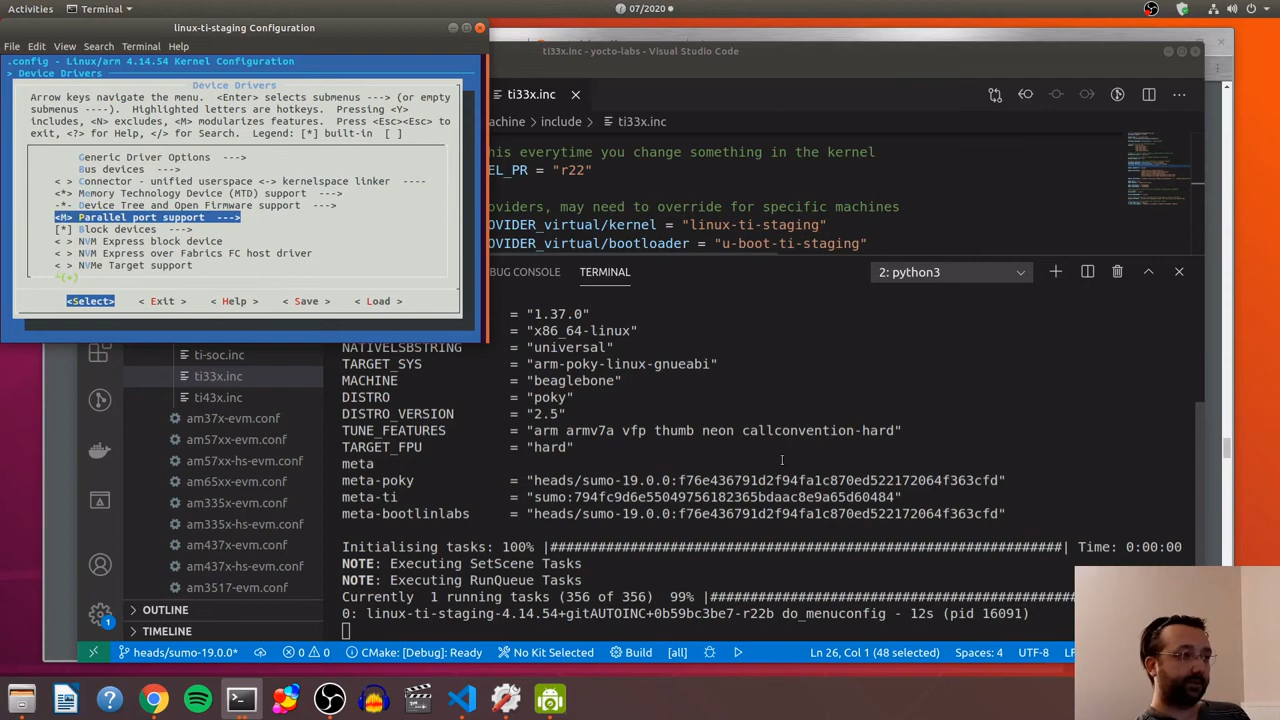 Activities
Terminal
07/2020
linux-ti-staging Configuration
File Edit View Search Terminal Help
.config - Linux/arm 4.14.54 Kernel Configuration
> Device Drivers
Device Drivers
Arrow keys navigate the menu. <Enter> selects submenus ---> (or empty
submenus ----). Highlighted letters are hotkeys. Pressing <Y>
includes, <N> excludes, <M> modularizes features. Press <Esc><Esc> to
exit, <?> for Help, </> for Search. Legend: [*] built-in [ ]
Generic Driver Options --->
Bus devices --->
< > Connector - unified userspace <-> kernelspace linker ----
<*> Memory Technology Device (MTD) support --->
-*- Device Tree and Open Firmware support --->
<M> Parallel port support --->
[*] Block devices --->
< > NVM Express block device
< > NVM Express over Fabrics FC host driver
< > NVMe Target support
(+)
<Select> < Exit > < Help > < Save > < Load >
ti33x.inc - yocto-labs - Visual Studio Code
ti33x.inc
achine > include > ti33x.inc
his everytime you change something in the kernel
EL_PR = "r22"
oviders, may need to override for specific machines
OVIDER_virtual/kernel = "linux-ti-staging"
OVIDER_virtual/bootloader = "u-boot-ti-staging"
BUG CONSOLE TERMINAL 2: python3
ti-soc.inc
ti33x.inc
ti43x.inc
am37x-evm.conf
am57xx-evm.conf
am57xx-hs-evm.conf
am65xx-evm.conf
am335x-evm.conf
am335x-hs-evm.conf
am437x-evm.conf
am437x-hs-evm.conf
am3517-evm.conf
OUTLINE
TIMELINE
1
= "1.37.0"
= "x86_64-linux"
NATIVELSBSTRING = "universal"
TARGET_SYS = "arm-poky-linux-gnueabi"
MACHINE = "beaglebone"
DISTRO = "poky"
DISTRO_VERSION = "2.5"
TUNE_FEATURES = "arm armv7a vfp thumb neon callconvention-hard"
TARGET_FPU = "hard"
meta
meta-poky = "heads/sumo-19.0.0:f76e436791d2f94fa1c870ed522172064f363cfd"
meta-ti = "sumo:794fc9d6e55049756182365bdaac8e9a65d60484"
meta-bootlinlabs = "heads/sumo-19.0.0:f76e436791d2f94fa1c870ed522172064f363cfd"
Initialising tasks: 100% |###########################################################| Time: 0:00:00
NOTE: Executing SetScene Tasks
NOTE: Executing RunQueue Tasks
Currently 1 running tasks (356 of 356) 99% |##########################################
0: linux-ti-staging-4.14.54+gitAUTOINC+0b59bc3be7-r22b do_menuconfig - 12s (pid 16091)
heads/sumo-19.0.0* 0 0 CMake: [Debug]: Ready No Kit Selected Build [all] Ln 26, Col 1 (48 selected) Spaces: 4 UTF-8